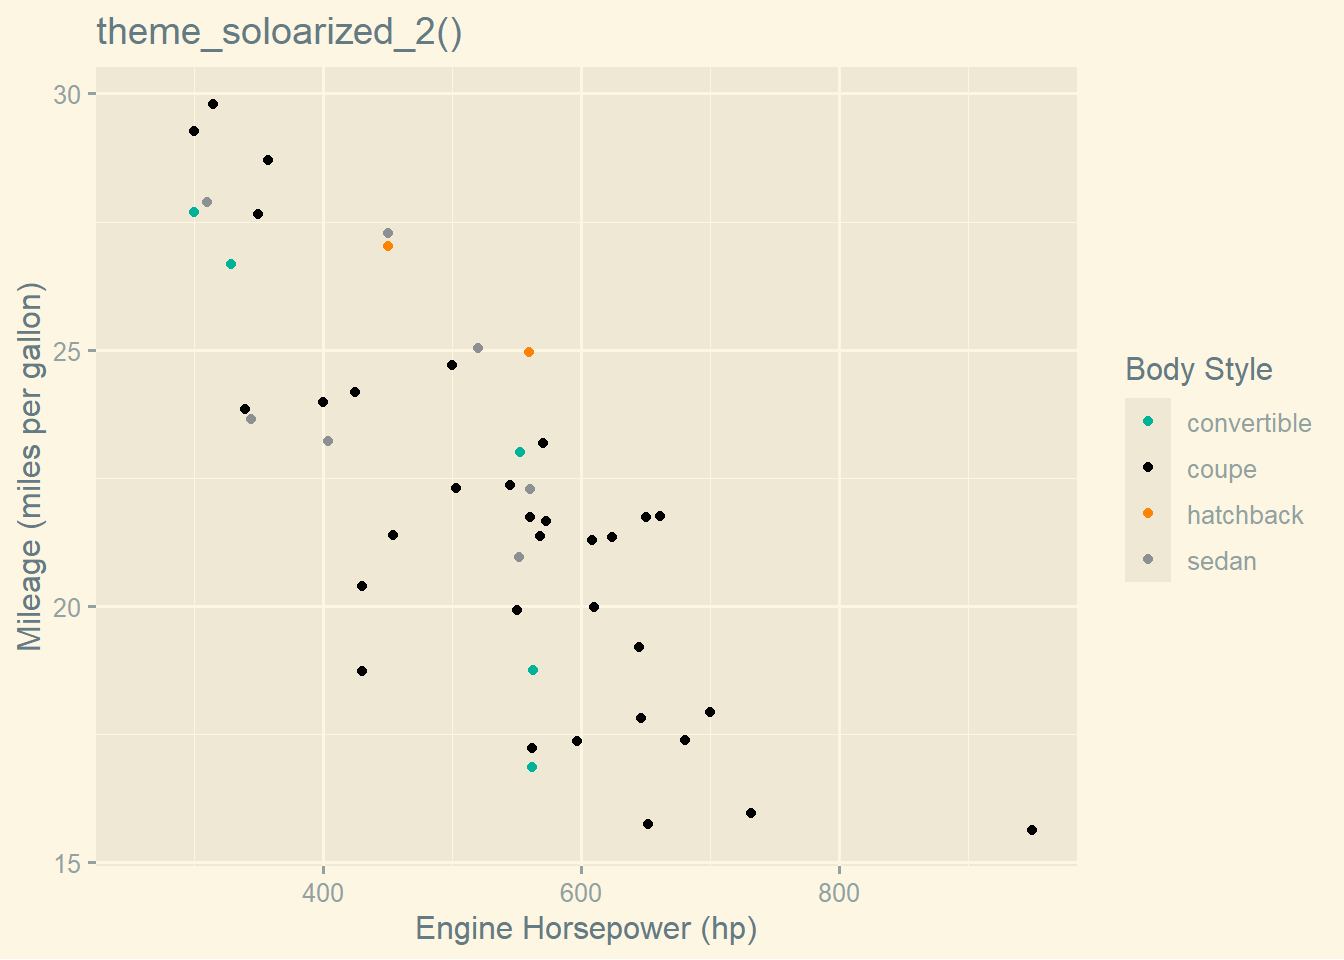 theme_soloarized_2()
30
25
20
15
Mileage (miles per gallon)
400 600 800
Engine Horsepower (hp)
Body Style
convertible
coupe
hatchback
sedan